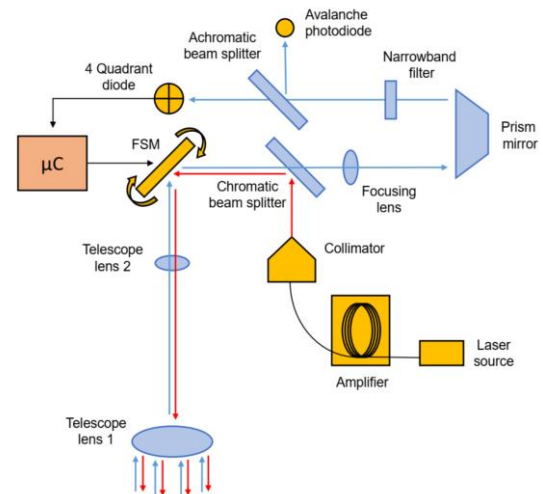 Avalanche
photodiode
Achromatic
beam splitter
Narrowband
filter
4 Quadrant
diode
Prism
mirror
FSM
µC
Chromatic
beam splitter
Focusing
lens
Telescope
lens 2
Collimator
Laser
source
Amplifier
Telescope
lens 1